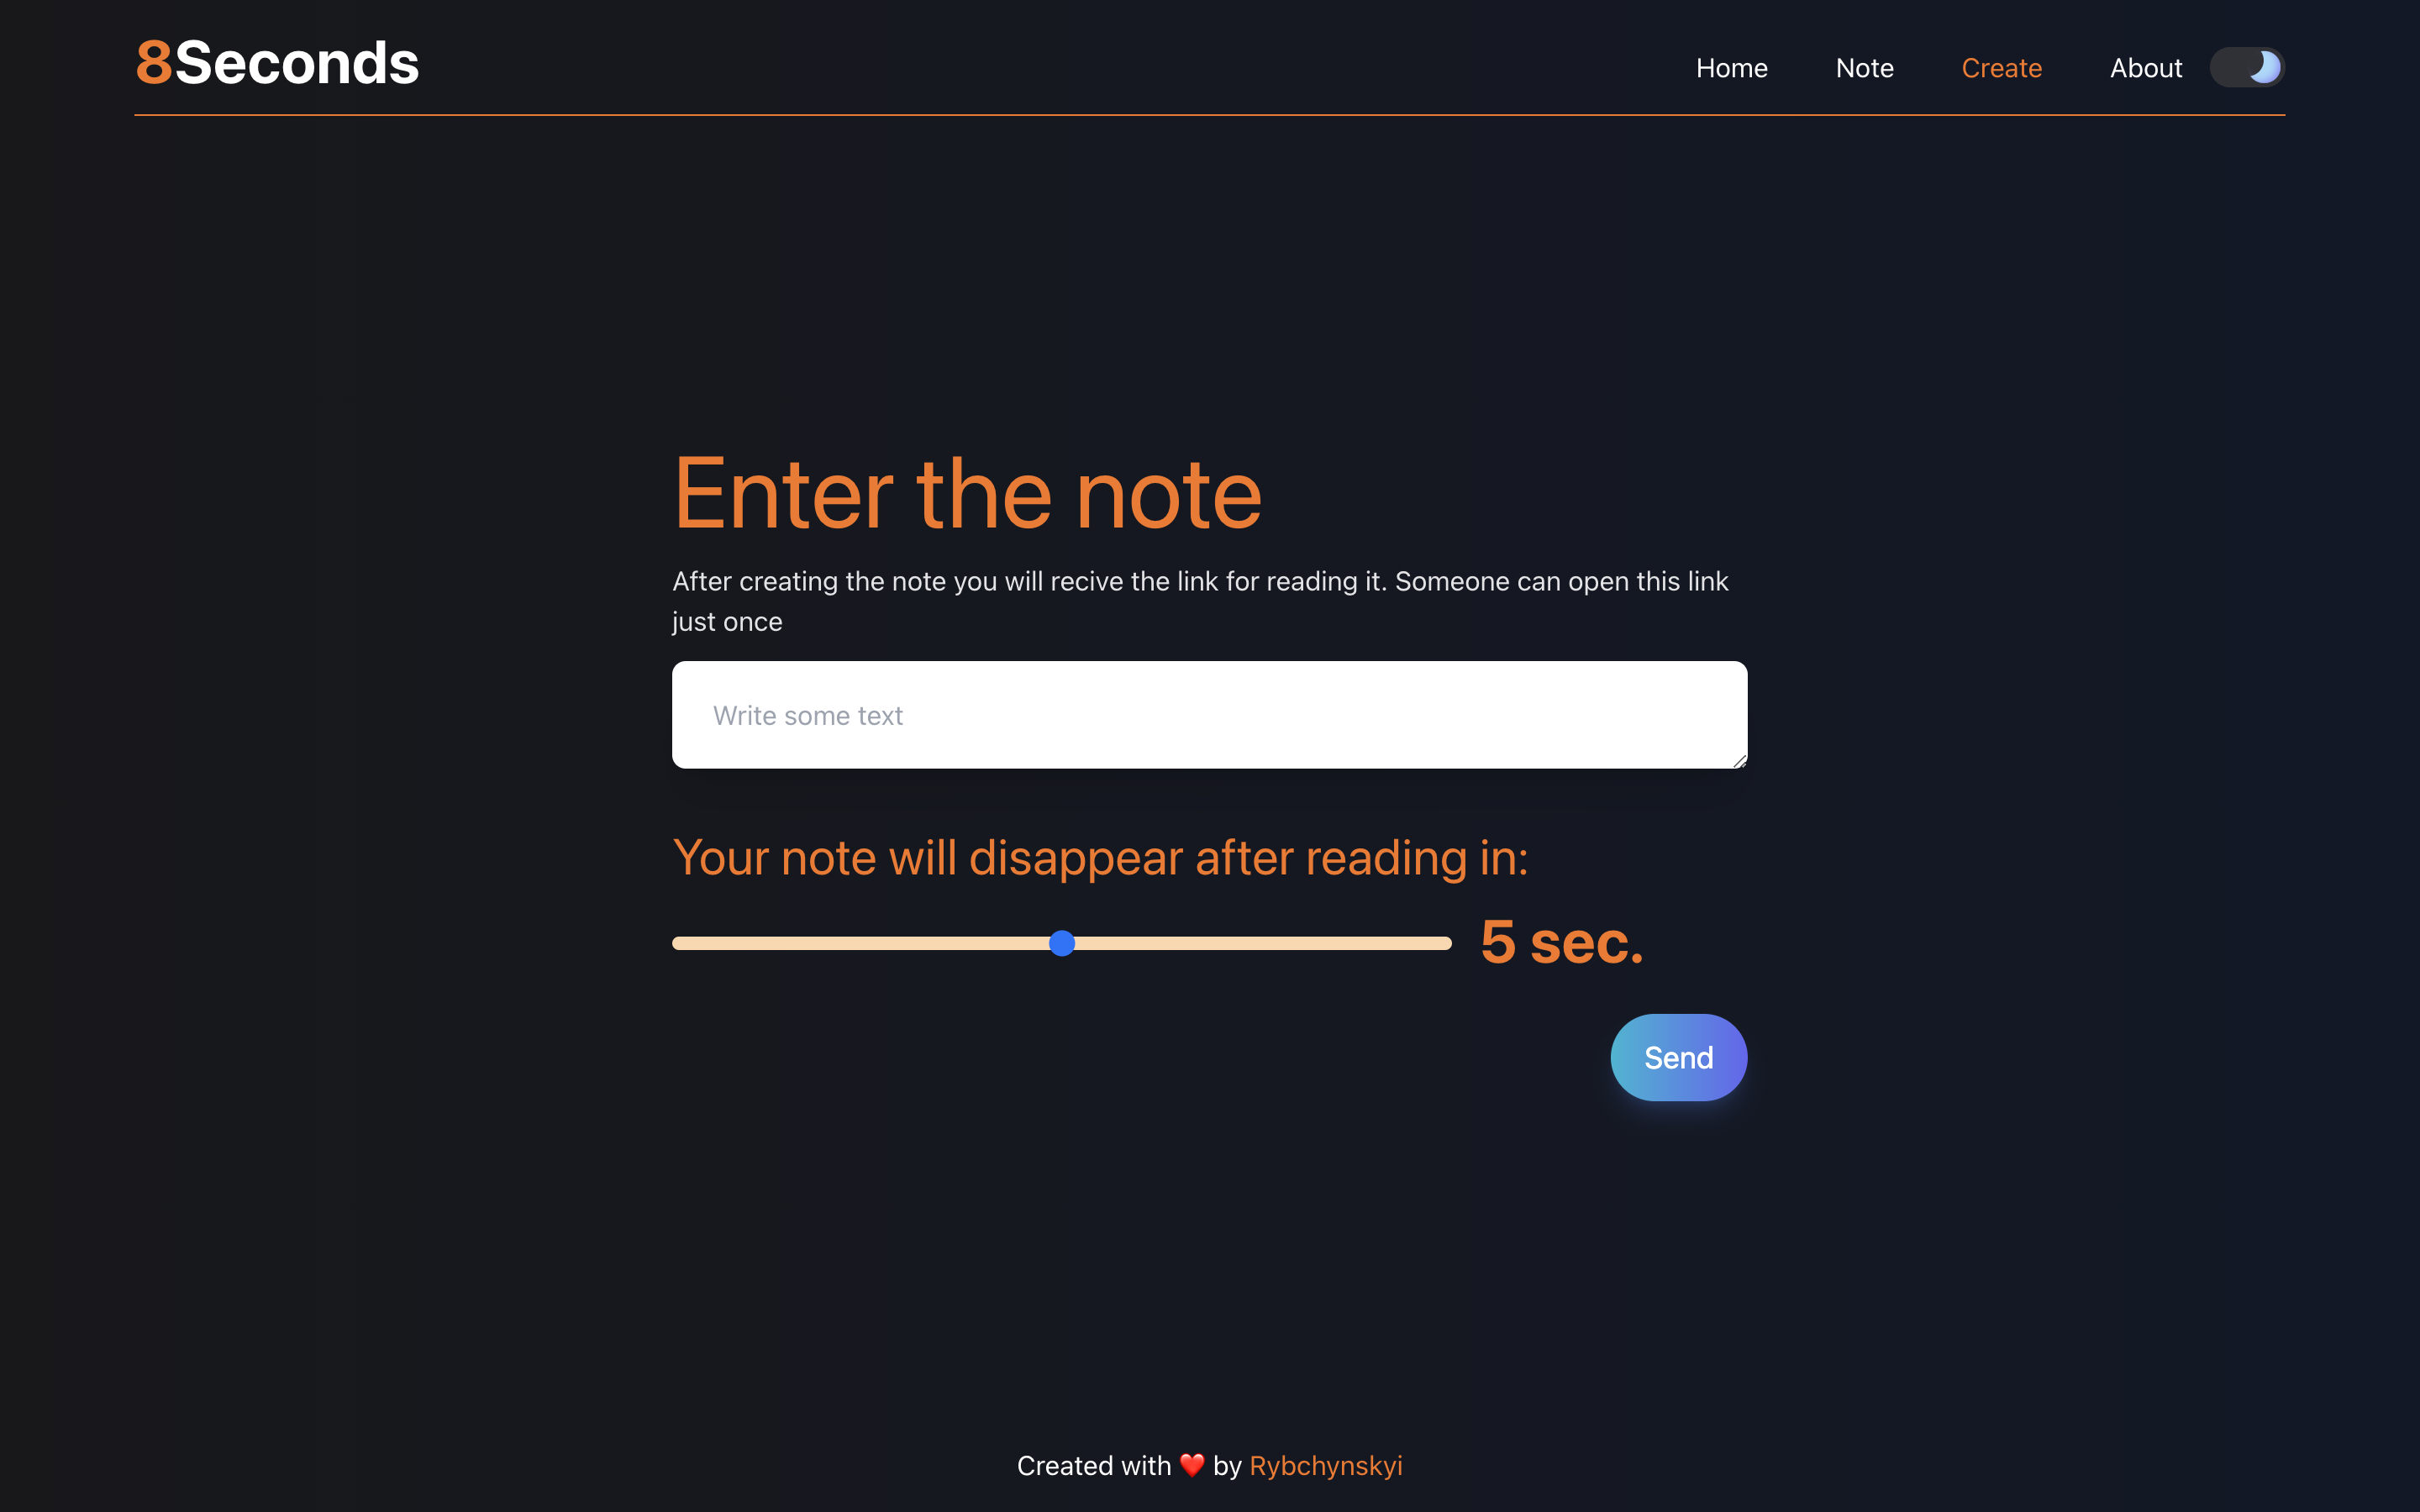 8Seconds
Home Note Create About
Enter the note
After creating the note you will recive the link for reading it. Someone can open this link
just once
Write some text
Your note will disappear after reading in:
5 sec.
Send
Created with ❤️ by Rybchynskyi